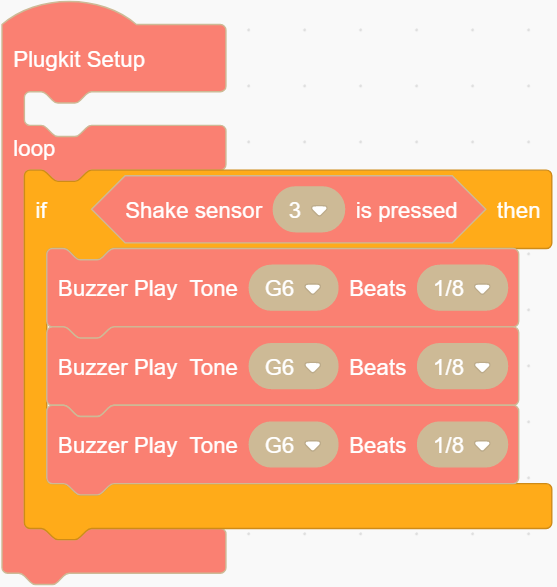 Plugkit Setup
loop
if Shake sensor 3 is pressed then
Buzzer Play Tone G6 Beats 1/8
Buzzer Play Tone G6 Beats 1/8
Buzzer Play Tone G6 Beats 1/8